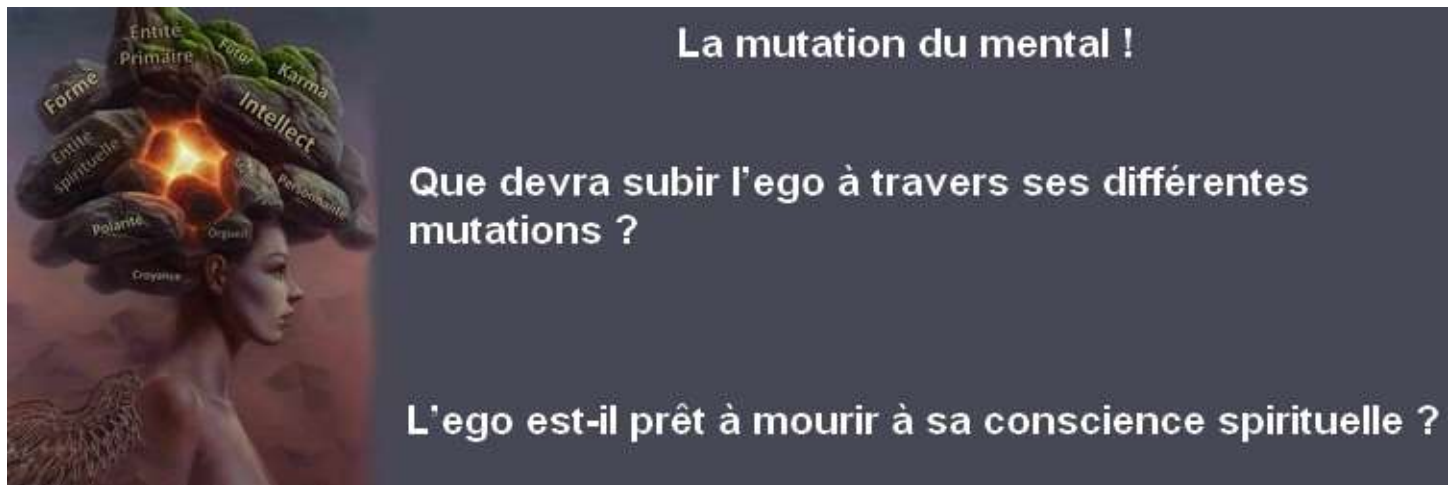 La mutation du mental !
Entité
Primaire
Futur
Karma
Forme
Intellect
Entité
spirituelle
Personnalité
Polarité
Orgueil
Croyance
Que devra subir l’ego à travers ses différentes
mutations ?
L’ego est-il prêt à mourir à sa conscience spirituelle ?